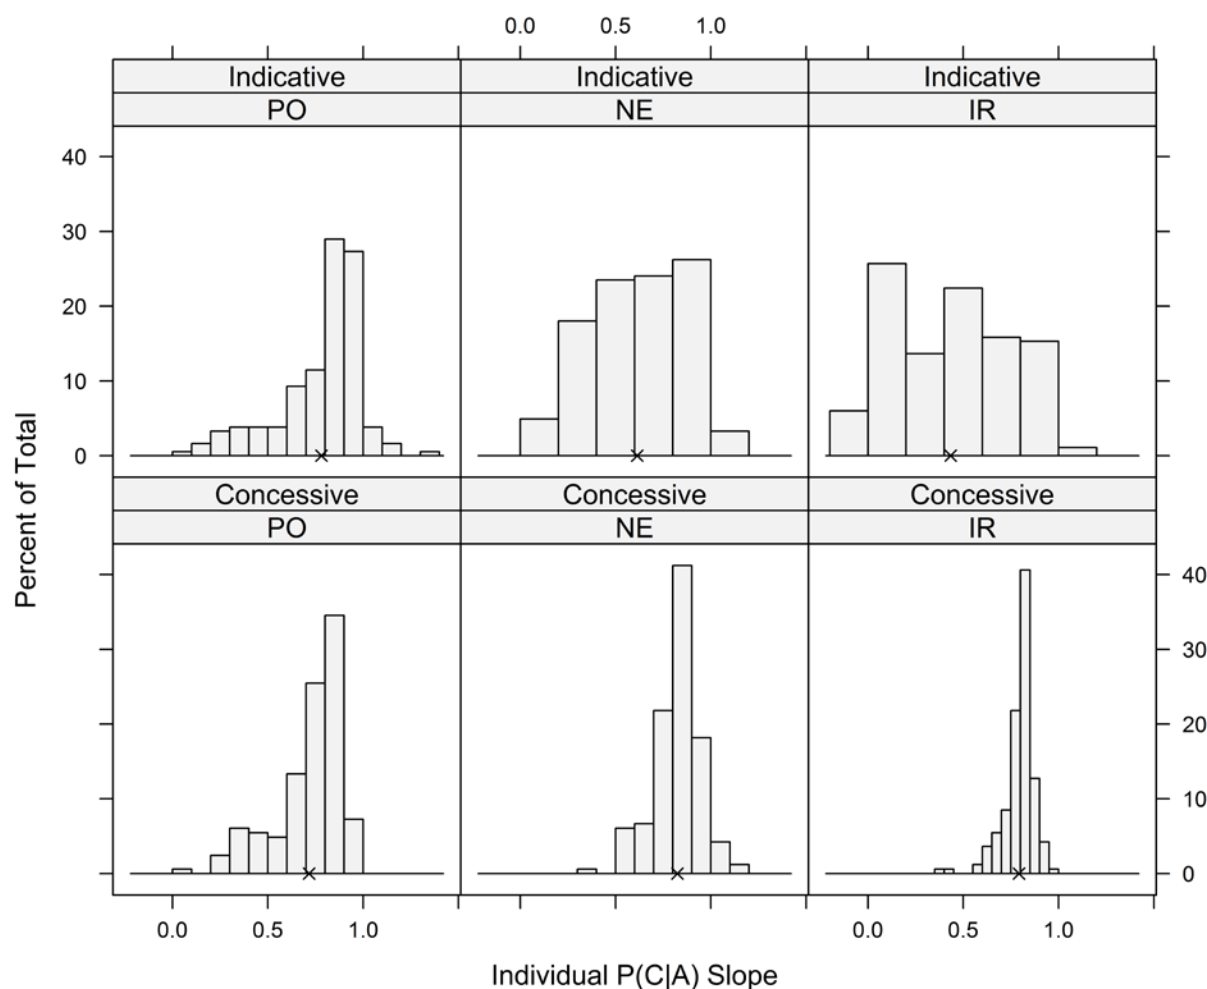 0.0 0.5 1.0
Indicative Indicative Indicative
PO NE IR
40
30
20
10
0
Percent of Total
Concessive Concessive Concessive
PO NE IR
40
30
20
10
0
0.0 0.5 1.0 0.0 0.5 1.0
Individual P(C|A) Slope